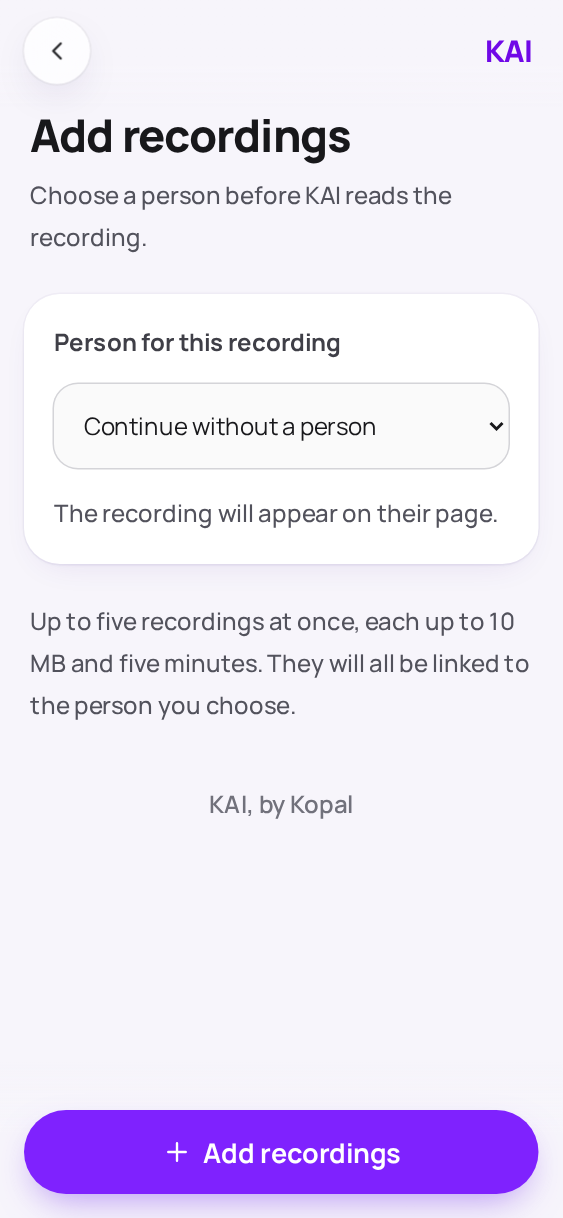 KAI
Add recordings
Choose a person before KAI reads the
recording.
Person for this recording
Continue without a person
The recording will appear on their page.
Up to five recordings at once, each up to 10
MB and five minutes. They will all be linked to
the person you choose.
KAI, by Kopal
Add recordings